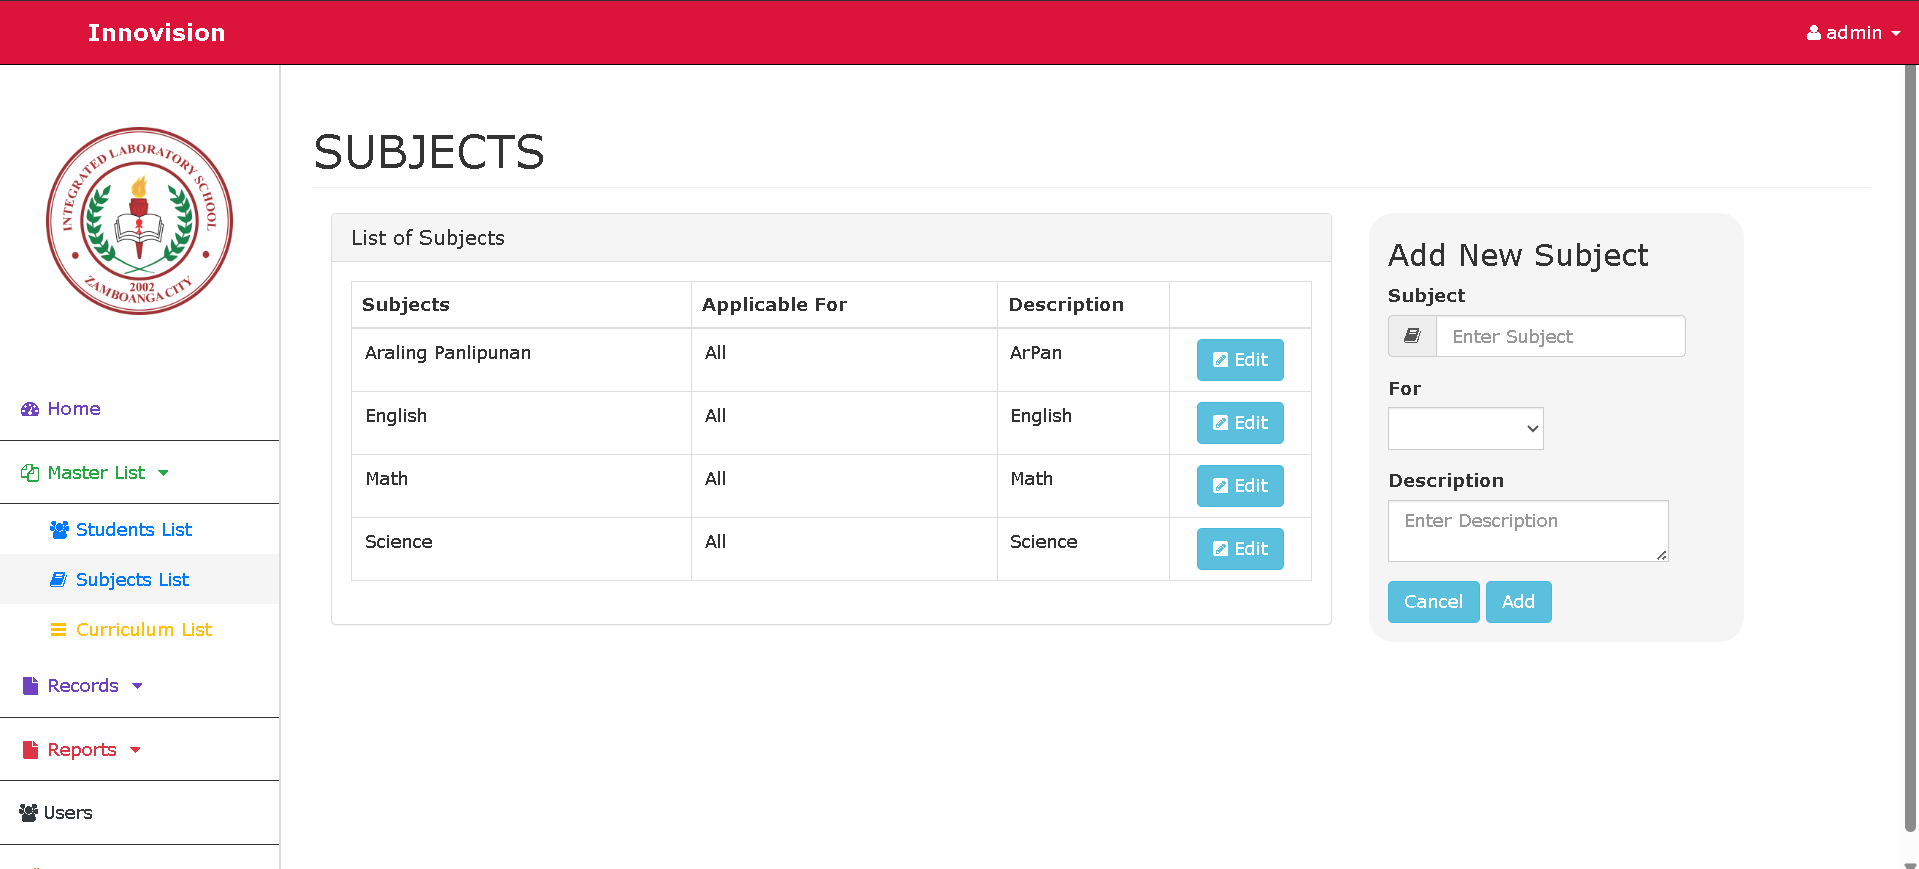 Innovision
admin
INTEGRATED LABORATORY SCHOOL
2002
ZAMBOANGA CITY
Home
Master List
Students List
Subjects List
Curriculum List
Records
Reports
Users
SUBJECTS
List of Subjects
Subjects Applicable For Description
Araling Panlipunan All ArPan Edit
English All English Edit
Math All Math Edit
Science All Science Edit
Add New Subject
Subject
Enter Subject
For
Description
Enter Description
Cancel Add